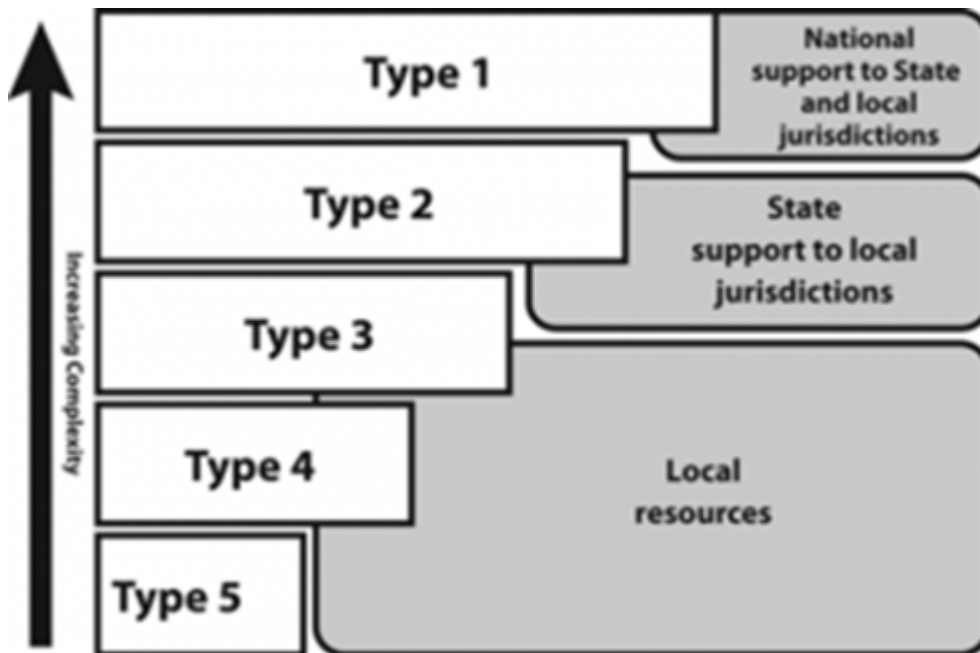 Type 1
National
support to State
and local
jurisdictions
Type 2
State
support to local
jurisdictions
Type 3
Increasing Complexity
Type 4
Local
resources
Type 5